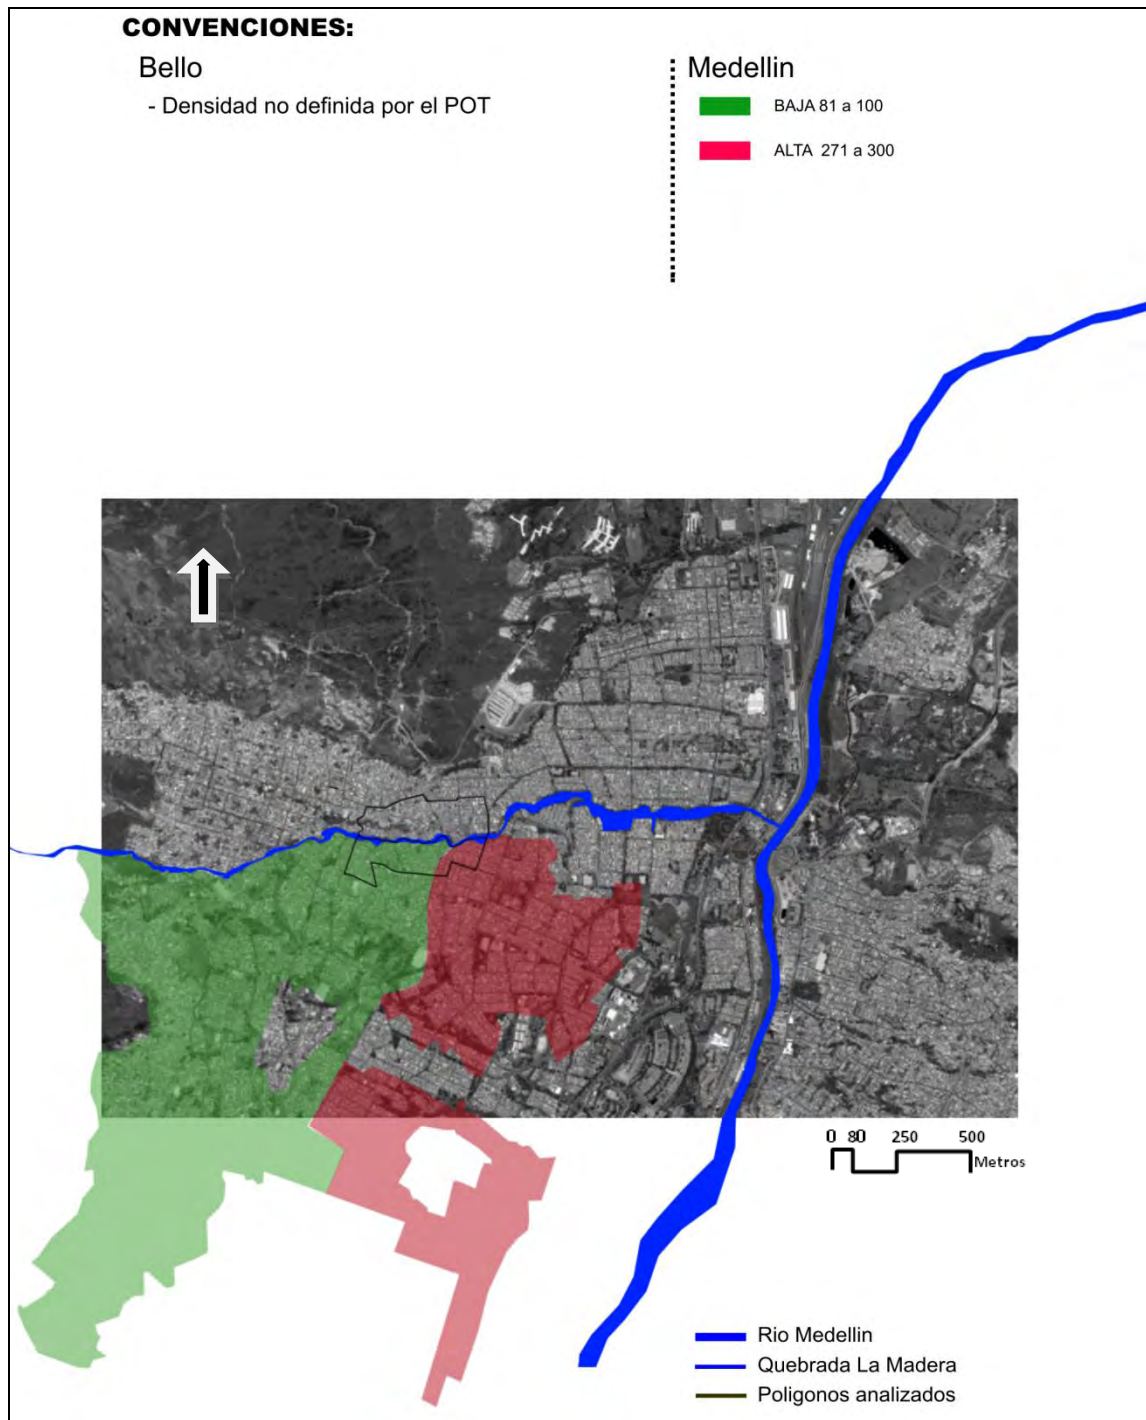 CONVENCIONES:
Bello
- Densidad no definida por el POT
Medellin
BAJA 81 a 100
ALTA 271 a 300
0 80 250 500
Metros
Rio Medellin
Quebrada La Madera
Poligonos analizados